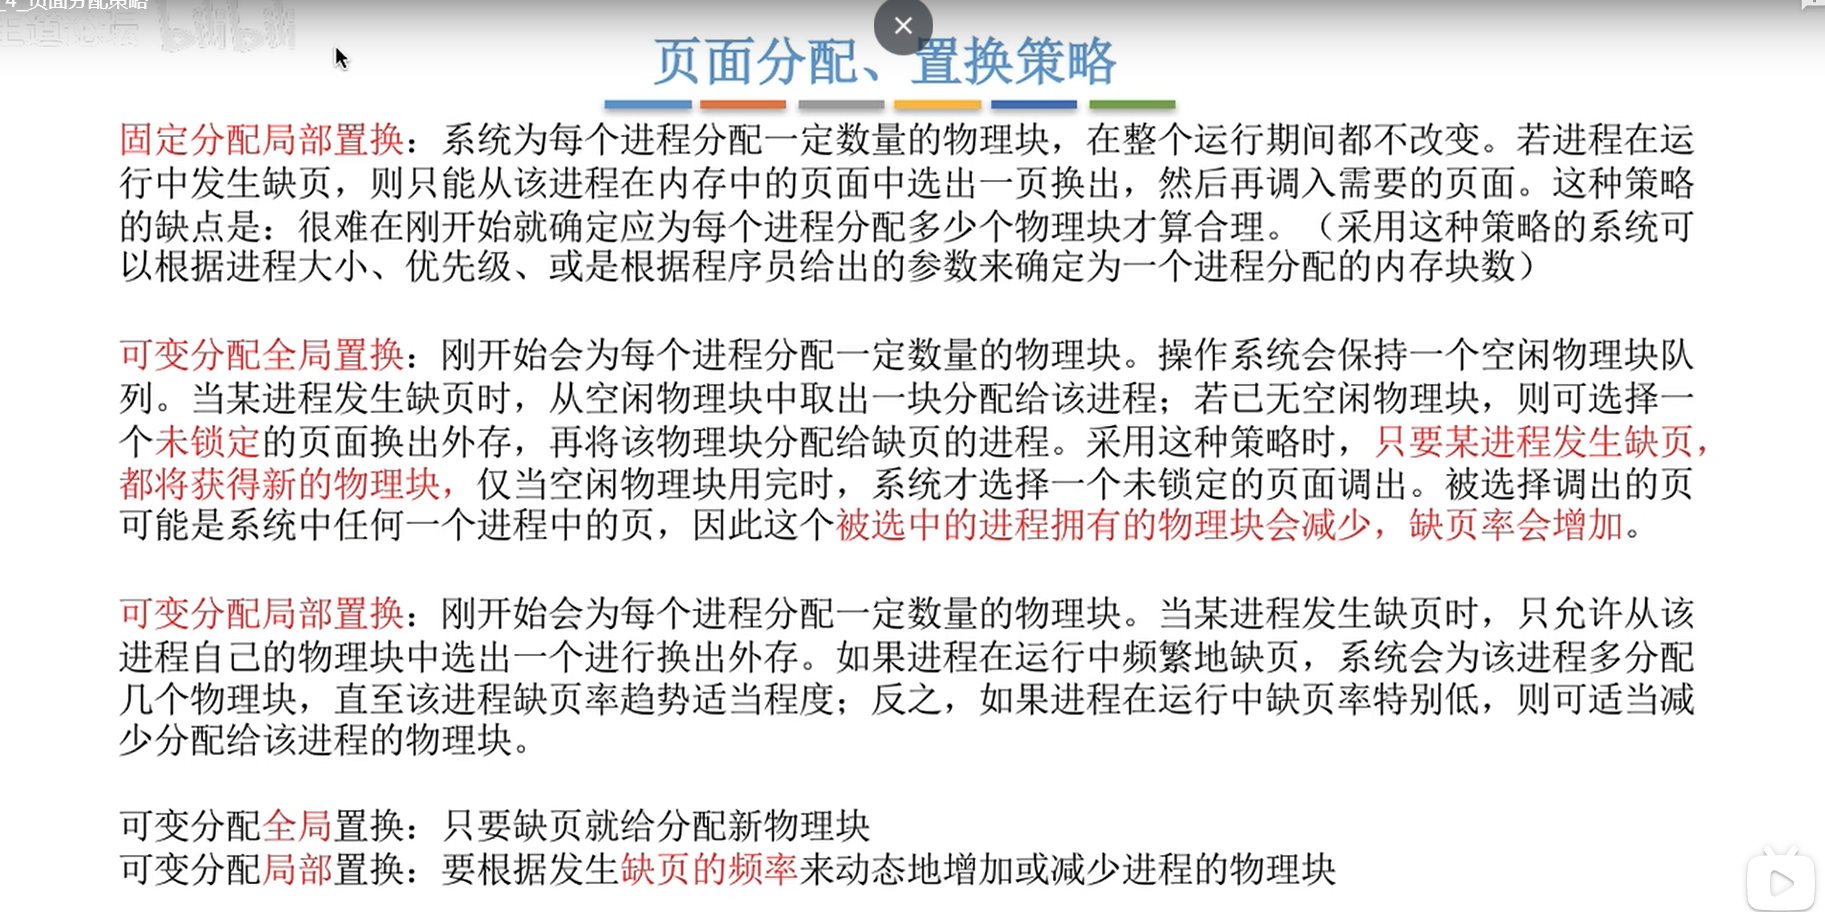 4_页面分配策略
王道论坛 bilibili
页面分配、置换策略
固定分配局部置换：系统为每个进程分配一定数量的物理块，在整个运行期间都不改变。若进程在运
行中发生缺页，则只能从该进程在内存中的页面中选出一页换出，然后再调入需要的页面。这种策略
的缺点是：很难在刚开始就确定应为每个进程分配多少个物理块才算合理。（采用这种策略的系统可
以根据进程大小、优先级、或是根据程序员给出的参数来确定为一个进程分配的内存块数）
可变分配全局置换：刚开始会为每个进程分配一定数量的物理块。操作系统会保持一个空闲物理块队
列。当某进程发生缺页时，从空闲物理块中取出一块分配给该进程；若已无空闲物理块，则可选择一
个未锁定的页面换出外存，再将该物理块分配给缺页的进程。采用这种策略时，只要某进程发生缺页，
都将获得新的物理块，仅当空闲物理块用完时，系统才选择一个未锁定的页面调出。被选择调出的页
可能是系统中任何一个进程中的页，因此这个被选中的进程拥有的物理块会减少，缺页率会增加。
可变分配局部置换：刚开始会为每个进程分配一定数量的物理块。当某进程发生缺页时，只允许从该
进程自己的物理块中选出一个进行换出外存。如果进程在运行中频繁地缺页，系统会为该进程多分配
几个物理块，直至该进程缺页率趋势适当程度；反之，如果进程在运行中缺页率特别低，则可适当减
少分配给该进程的物理块。
可变分配全局置换：只要缺页就给分配新物理块
可变分配局部置换：要根据发生缺页的频率来动态地增加或减少进程的物理块